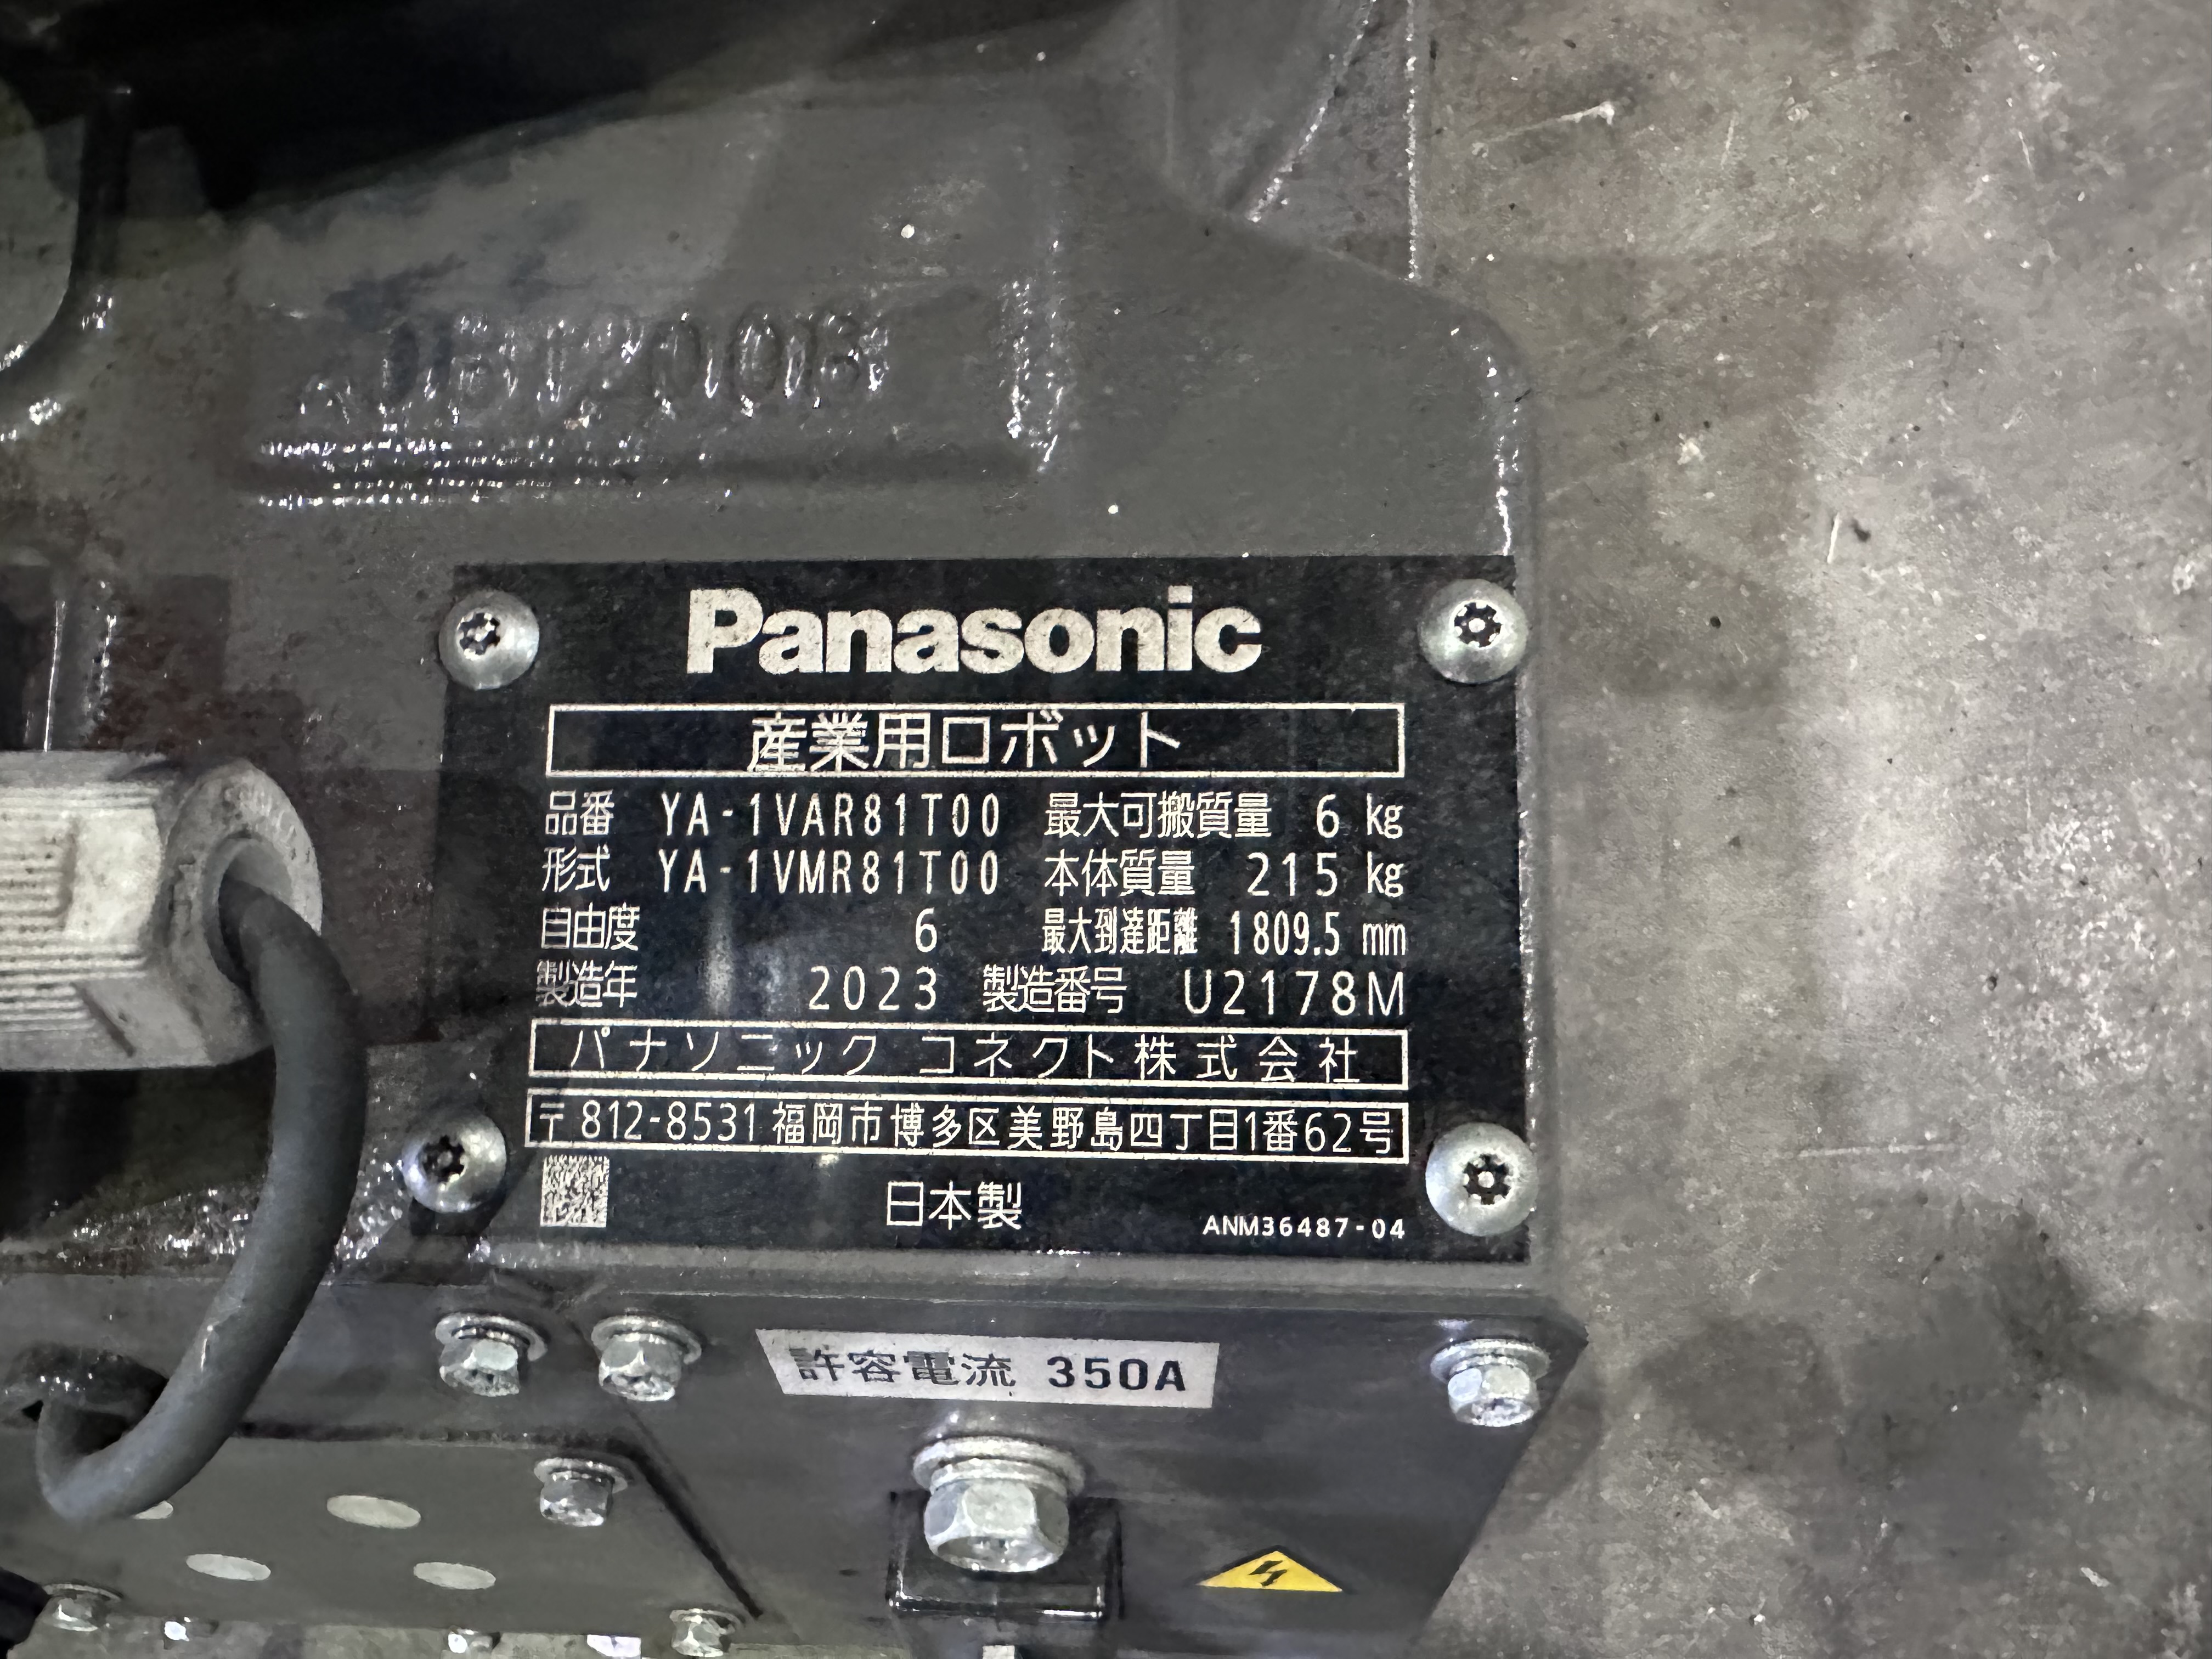 Panasonic
産業用ロボット
品番 YA-1VAR81T00 最大可搬質量 6 kg
形式 YA-1VMR81T00 本体質量 215 kg
自由度 6 最大到達距離 1809.5 mm
製造年 2023 製造番号 U2178M
パナソニック コネクト株式会社
〒812-8531 福岡市博多区美野島四丁目1番62号
日本製
ANM36487-04
許容電流 350A